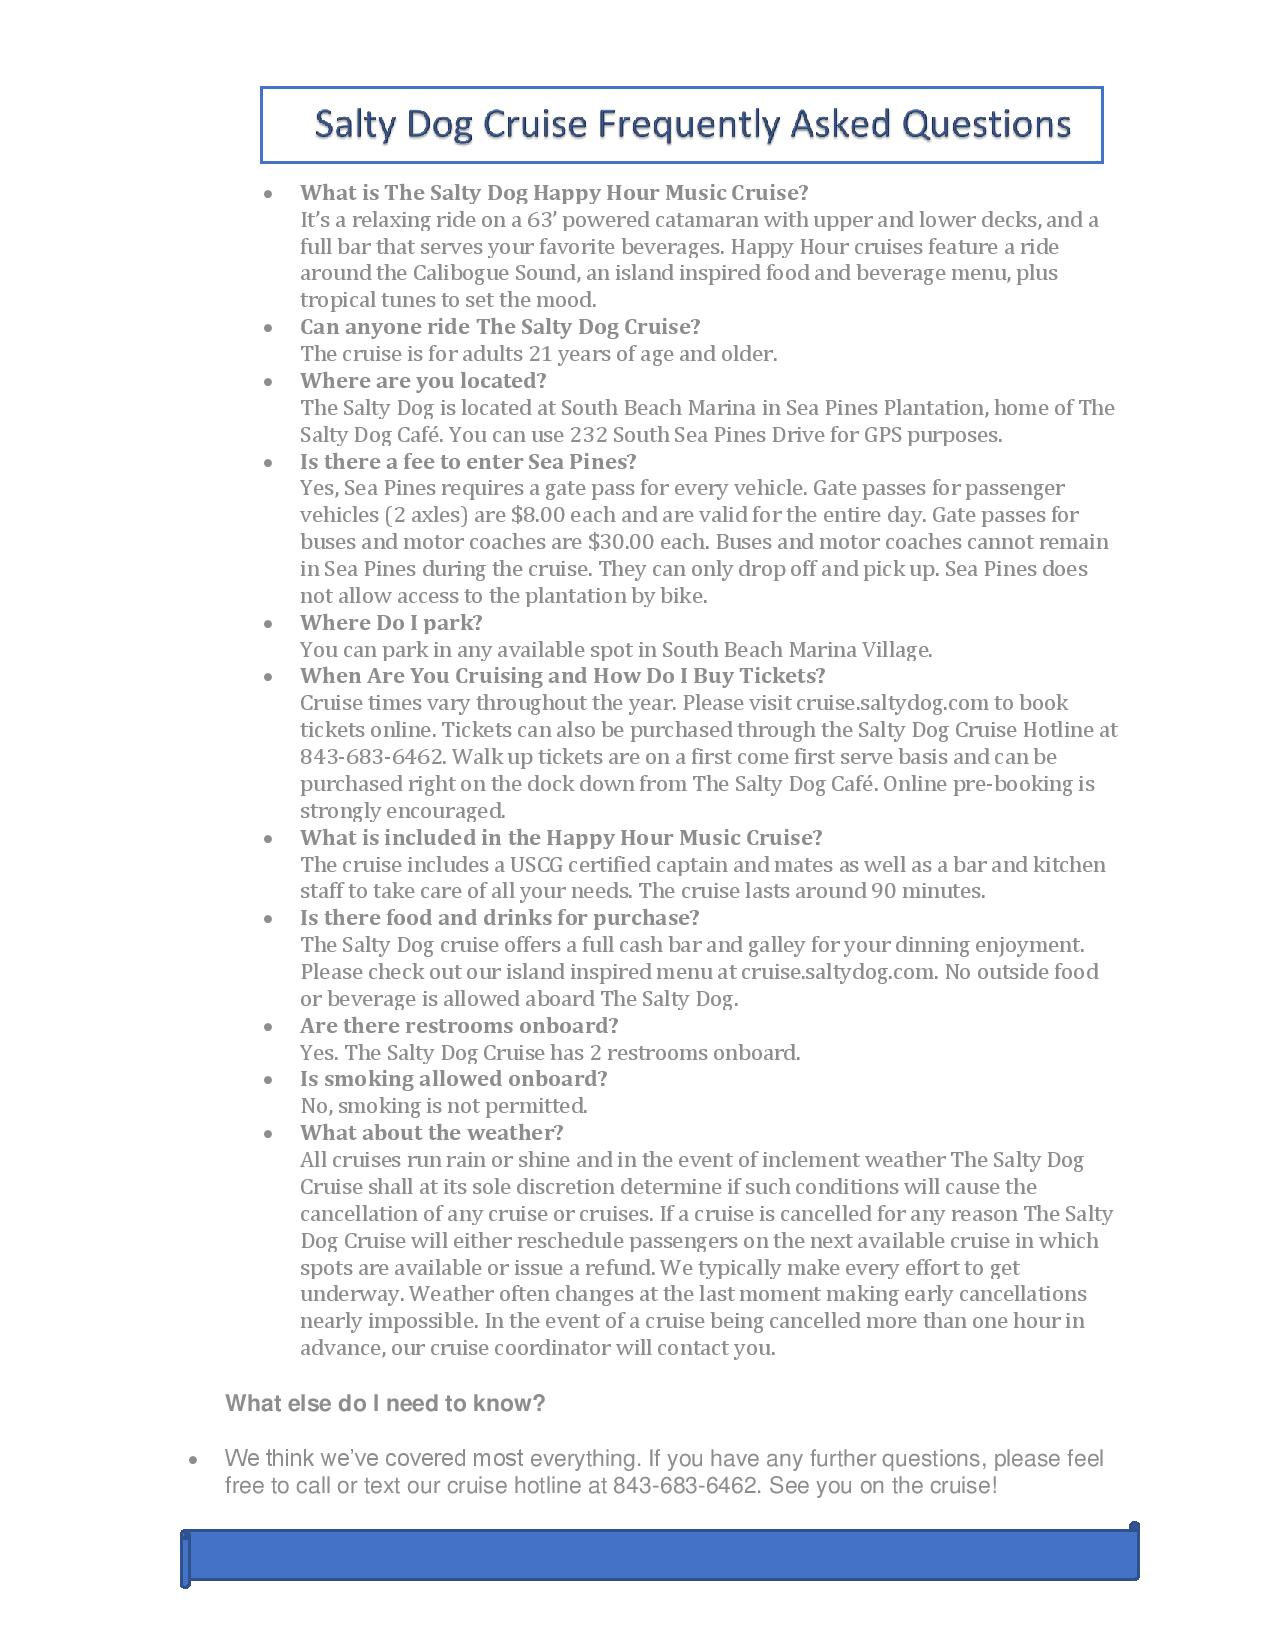 Salty Dog Cruise Frequently Asked Questions
• What is The Salty Dog Happy Hour Music Cruise?
It’s a relaxing ride on a 63’ powered catamaran with upper and lower decks, and a
full bar that serves your favorite beverages. Happy Hour cruises feature a ride
around the Calibogue Sound, an island inspired food and beverage menu, plus
tropical tunes to set the mood.
• Can anyone ride The Salty Dog Cruise?
The cruise is for adults 21 years of age and older.
• Where are you located?
The Salty Dog is located at South Beach Marina in Sea Pines Plantation, home of The
Salty Dog Café. You can use 232 South Sea Pines Drive for GPS purposes.
• Is there a fee to enter Sea Pines?
Yes, Sea Pines requires a gate pass for every vehicle. Gate passes for passenger
vehicles (2 axles) are $8.00 each and are valid for the entire day. Gate passes for
buses and motor coaches are $30.00 each. Buses and motor coaches cannot remain
in Sea Pines during the cruise. They can only drop off and pick up. Sea Pines does
not allow access to the plantation by bike.
• Where Do I park?
You can park in any available spot in South Beach Marina Village.
• When Are You Cruising and How Do I Buy Tickets?
Cruise times vary throughout the year. Please visit cruise.saltydog.com to book
tickets online. Tickets can also be purchased through the Salty Dog Cruise Hotline at
843-683-6462. Walk up tickets are on a first come first serve basis and can be
purchased right on the dock down from The Salty Dog Café. Online pre-booking is
strongly encouraged.
• What is included in the Happy Hour Music Cruise?
The cruise includes a USCG certified captain and mates as well as a bar and kitchen
staff to take care of all your needs. The cruise lasts around 90 minutes.
• Is there food and drinks for purchase?
The Salty Dog cruise offers a full cash bar and galley for your dinning enjoyment.
Please check out our island inspired menu at cruise.saltydog.com. No outside food
or beverage is allowed aboard The Salty Dog.
• Are there restrooms onboard?
Yes. The Salty Dog Cruise has 2 restrooms onboard.
• Is smoking allowed onboard?
No, smoking is not permitted.
• What about the weather?
All cruises run rain or shine and in the event of inclement weather The Salty Dog
Cruise shall at its sole discretion determine if such conditions will cause the
cancellation of any cruise or cruises. If a cruise is cancelled for any reason The Salty
Dog Cruise will either reschedule passengers on the next available cruise in which
spots are available or issue a refund. We typically make every effort to get
underway. Weather often changes at the last moment making early cancellations
nearly impossible. In the event of a cruise being cancelled more than one hour in
advance, our cruise coordinator will contact you.
What else do I need to know?
• We think we’ve covered most everything. If you have any further questions, please feel
free to call or text our cruise hotline at 843-683-6462. See you on the cruise!